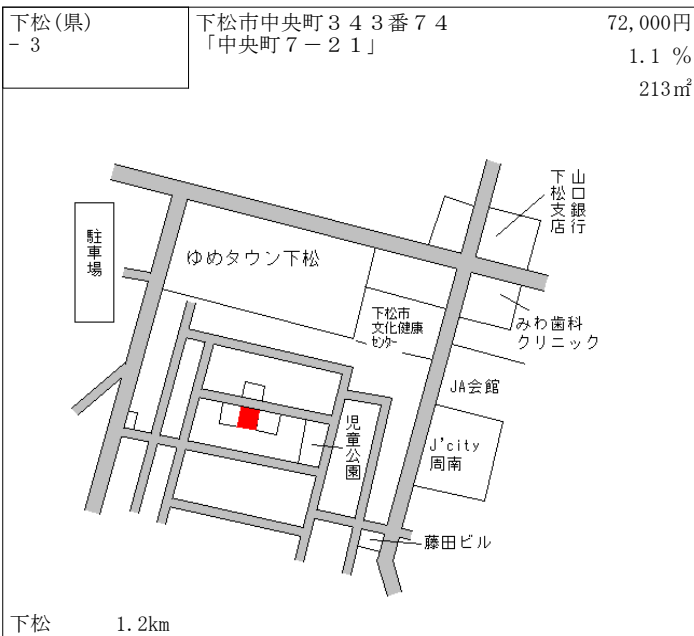 下松(県)
- 3
下松市中央町３４３番７４
「中央町７－２１」
72,000円
1.1 %
213㎡
山口銀行
下松支店
駐車場
ゆめタウン下松
下松市
文化健康
ｾﾝﾀｰ
みわ歯科
クリニック
JA会館
児童公園
J'city
周南
藤田ビル
下松 1.2km